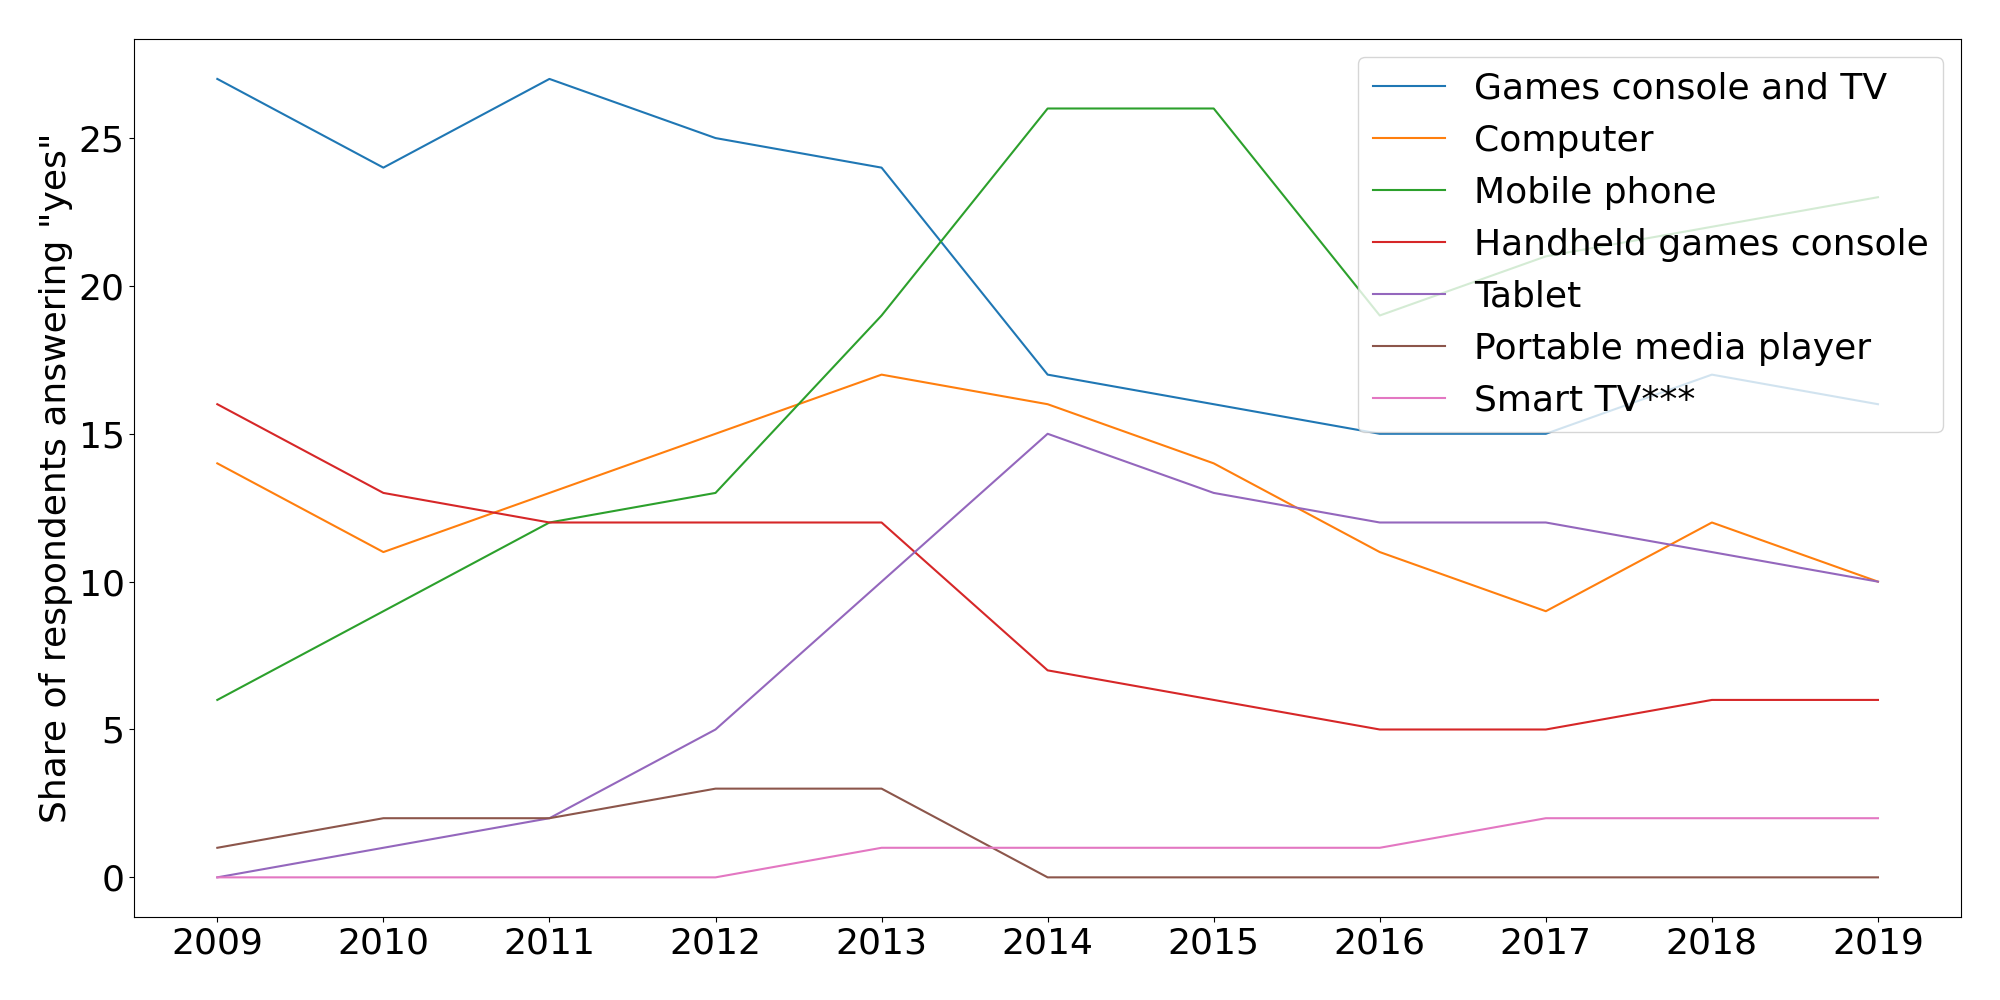 Share of respondents answering "yes"
25
20
15
10
5
0
Games console and TV
Computer
Mobile phone
Handheld games console
Tablet
Portable media player
Smart TV***
2009 2010 2011 2012 2013 2014 2015 2016 2017 2018 2019